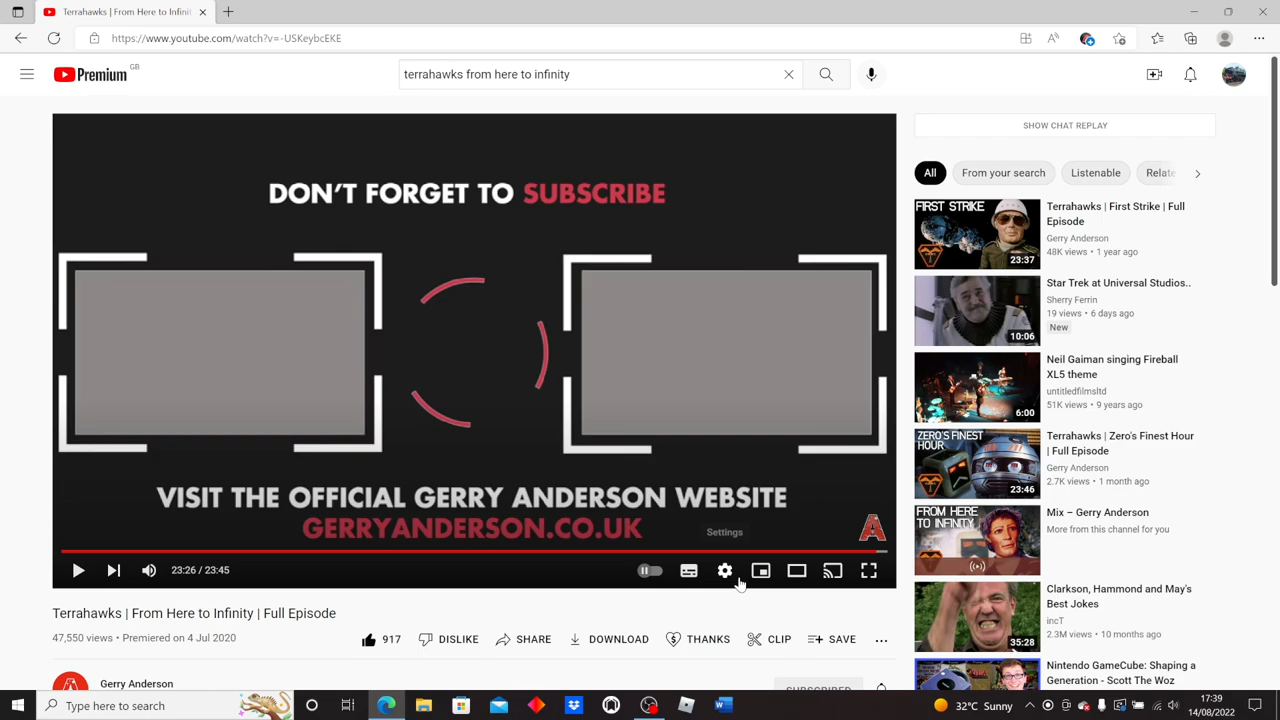 Terrahawks | From Here to Infinit
https://www.youtube.com/watch?v=-USKeybcEKE
Premium GB
terrahawks from here to infinity
DON'T FORGET TO SUBSCRIBE
VISIT THE OFFICIAL GERRY ANDERSON WEBSITE
GERRYANDERSON.CO.UK
Settings
23:26 / 23:45
Terrahawks | From Here to Infinity | Full Episode
47,550 views • Premiered on 4 Jul 2020
917 DISLIKE SHARE DOWNLOAD THANKS CLIP SAVE
Gerry Anderson
SUBSCRIBED
SHOW CHAT REPLAY
All From your search Listenable Relate
FIRST STRIKE
23:37
Terrahawks | First Strike | Full
Episode
Gerry Anderson
48K views • 1 year ago
10:06
Star Trek at Universal Studios..
Sherry Ferrin
19 views • 6 days ago
New
6:00
Neil Gaiman singing Fireball
XL5 theme
untitledfilmsltd
51K views • 9 years ago
ZERO'S FINEST
HOUR
23:46
Terrahawks | Zero's Finest Hour
| Full Episode
Gerry Anderson
2.7K views • 1 month ago
FROM HERE
TO INFINITY
Mix – Gerry Anderson
More from this channel for you
35:28
Clarkson, Hammond and May's
Best Jokes
incT
2.3M views • 10 months ago
Nintendo GameCube: Shaping a
Generation - Scott The Woz
Type here to search
32°C Sunny
17:39
14/08/2022